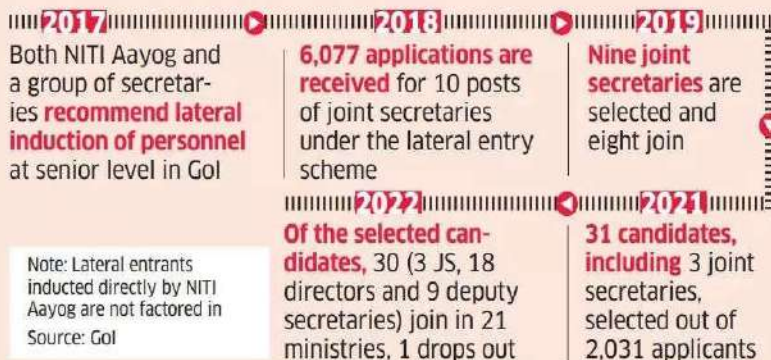 2017
Both NITI Aayog and
a group of secretar-
ies recommend lateral
induction of personnel
at senior level in GoI
2018
6,077 applications are
received for 10 posts
of joint secretaries
under the lateral entry
scheme
2019
Nine joint
secretaries are
selected and
eight join
2021
31 candidates,
including 3 joint
secretaries,
selected out of
2,031 applicants
2022
Of the selected can-
didates, 30 (3 JS, 18
directors and 9 deputy
secretaries) join in 21
ministries, 1 drops out
Note: Lateral entrants
inducted directly by NITI
Aayog are not factored in
Source: GoI